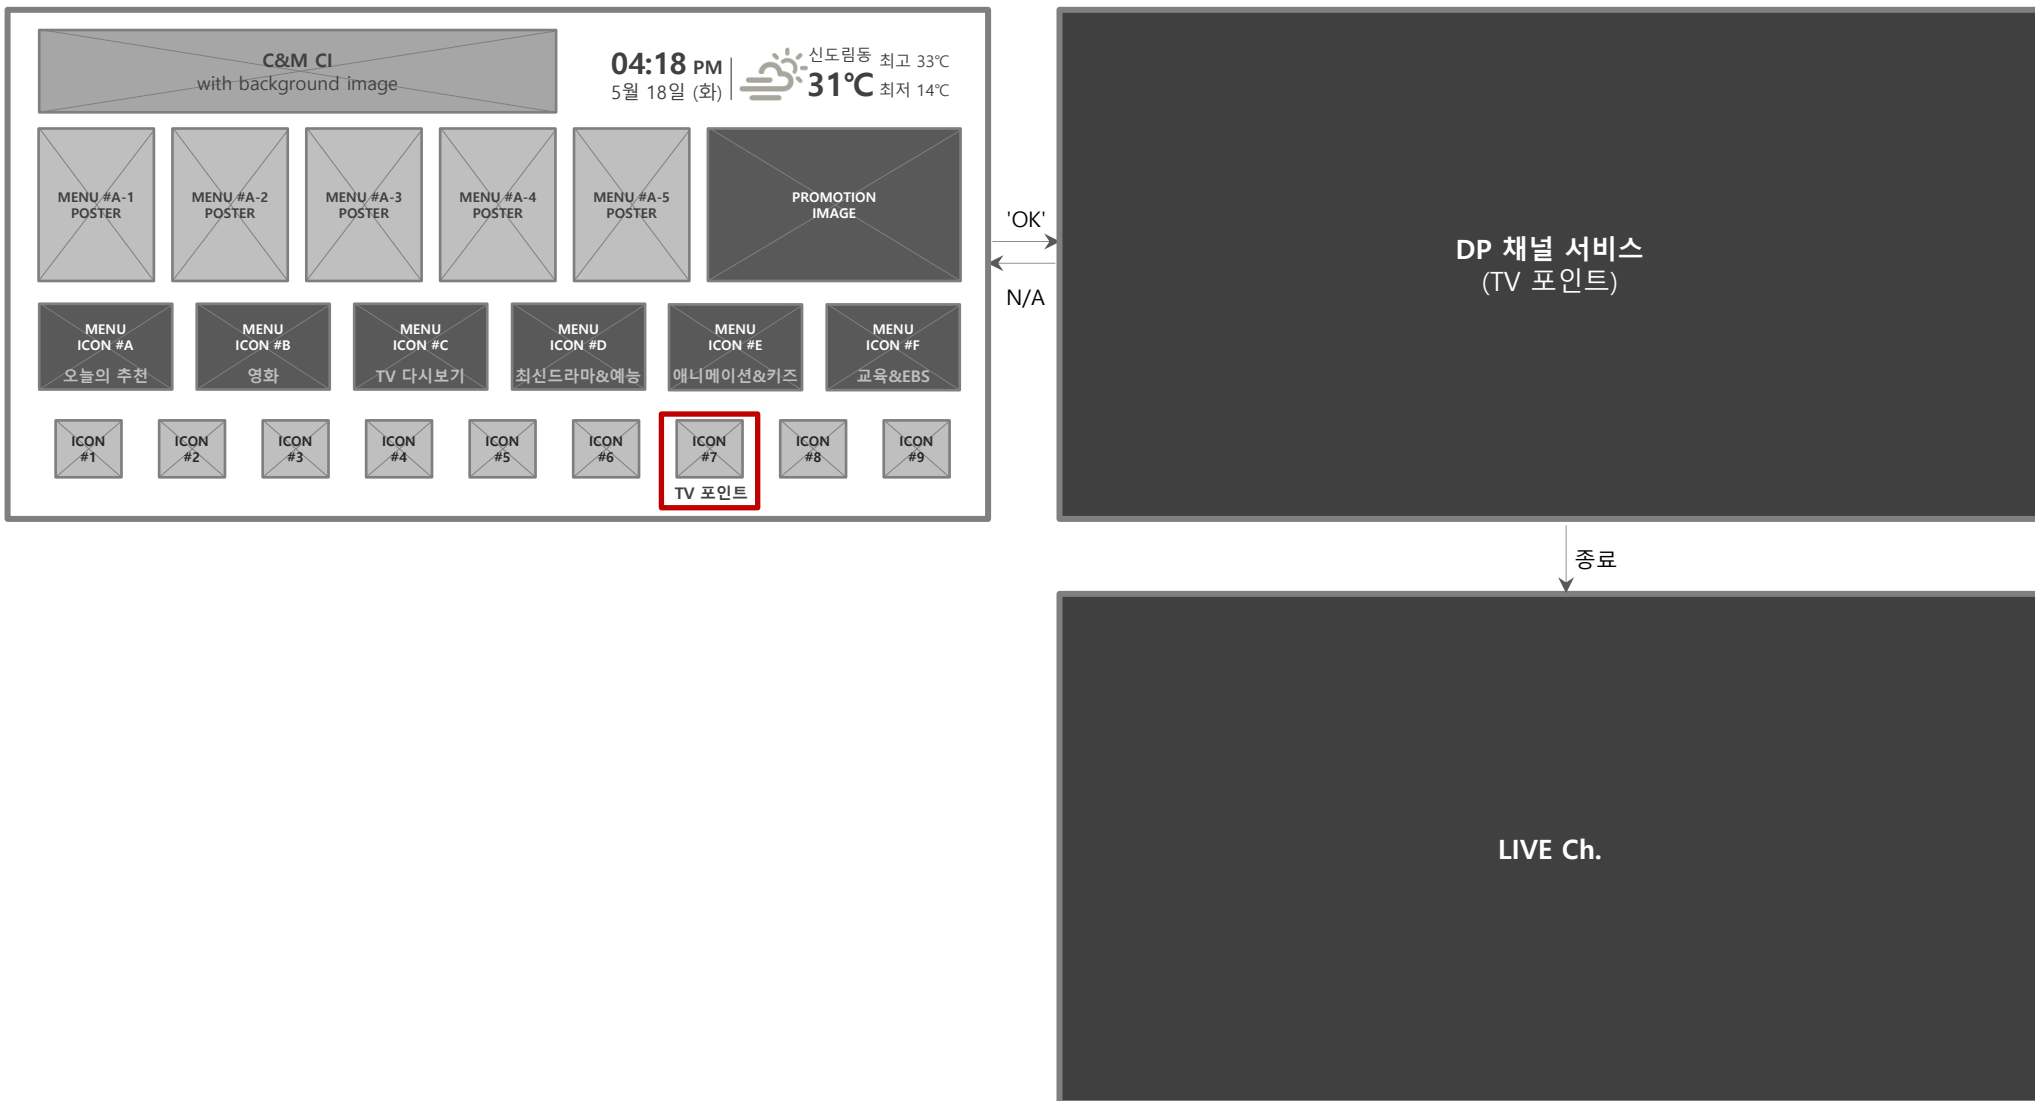 C&M CI
with background image
04:18 PM
5월 18일 (화)
신도림동
최고 33℃
31℃
최저 14℃
MENU #A-1
POSTER
MENU #A-2
POSTER
MENU #A-3
POSTER
MENU #A-4
POSTER
MENU #A-5
POSTER
PROMOTION
IMAGE
MENU
ICON #A
오늘의 추천
MENU
ICON #B
영화
MENU
ICON #C
TV 다시보기
MENU
ICON #D
최신드라마&예능
MENU
ICON #E
애니메이션&키즈
MENU
ICON #F
교육&EBS
ICON
#1
ICON
#2
ICON
#3
ICON
#4
ICON
#5
ICON
#6
ICON
#7
TV 포인트
ICON
#8
ICON
#9
'OK'
N/A
DP 채널 서비스
(TV 포인트)
종료
LIVE Ch.